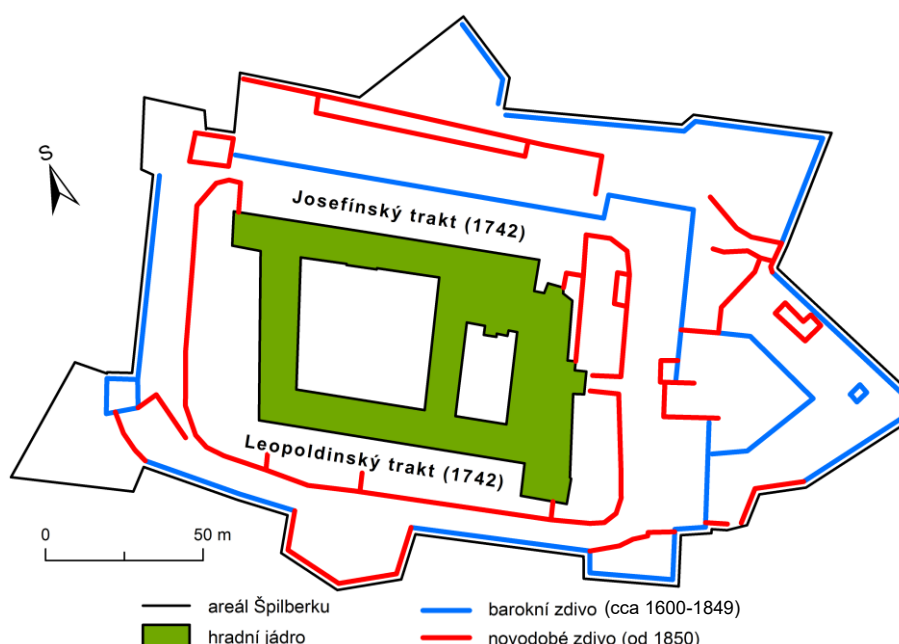 S
Josefínský trakt (1742)
Leopoldinský trakt (1742)
0 50 m
areál Špilberku
barokní zdivo (cca 1600-1849)
hradní jádro
novodobé zdivo (od 1850)